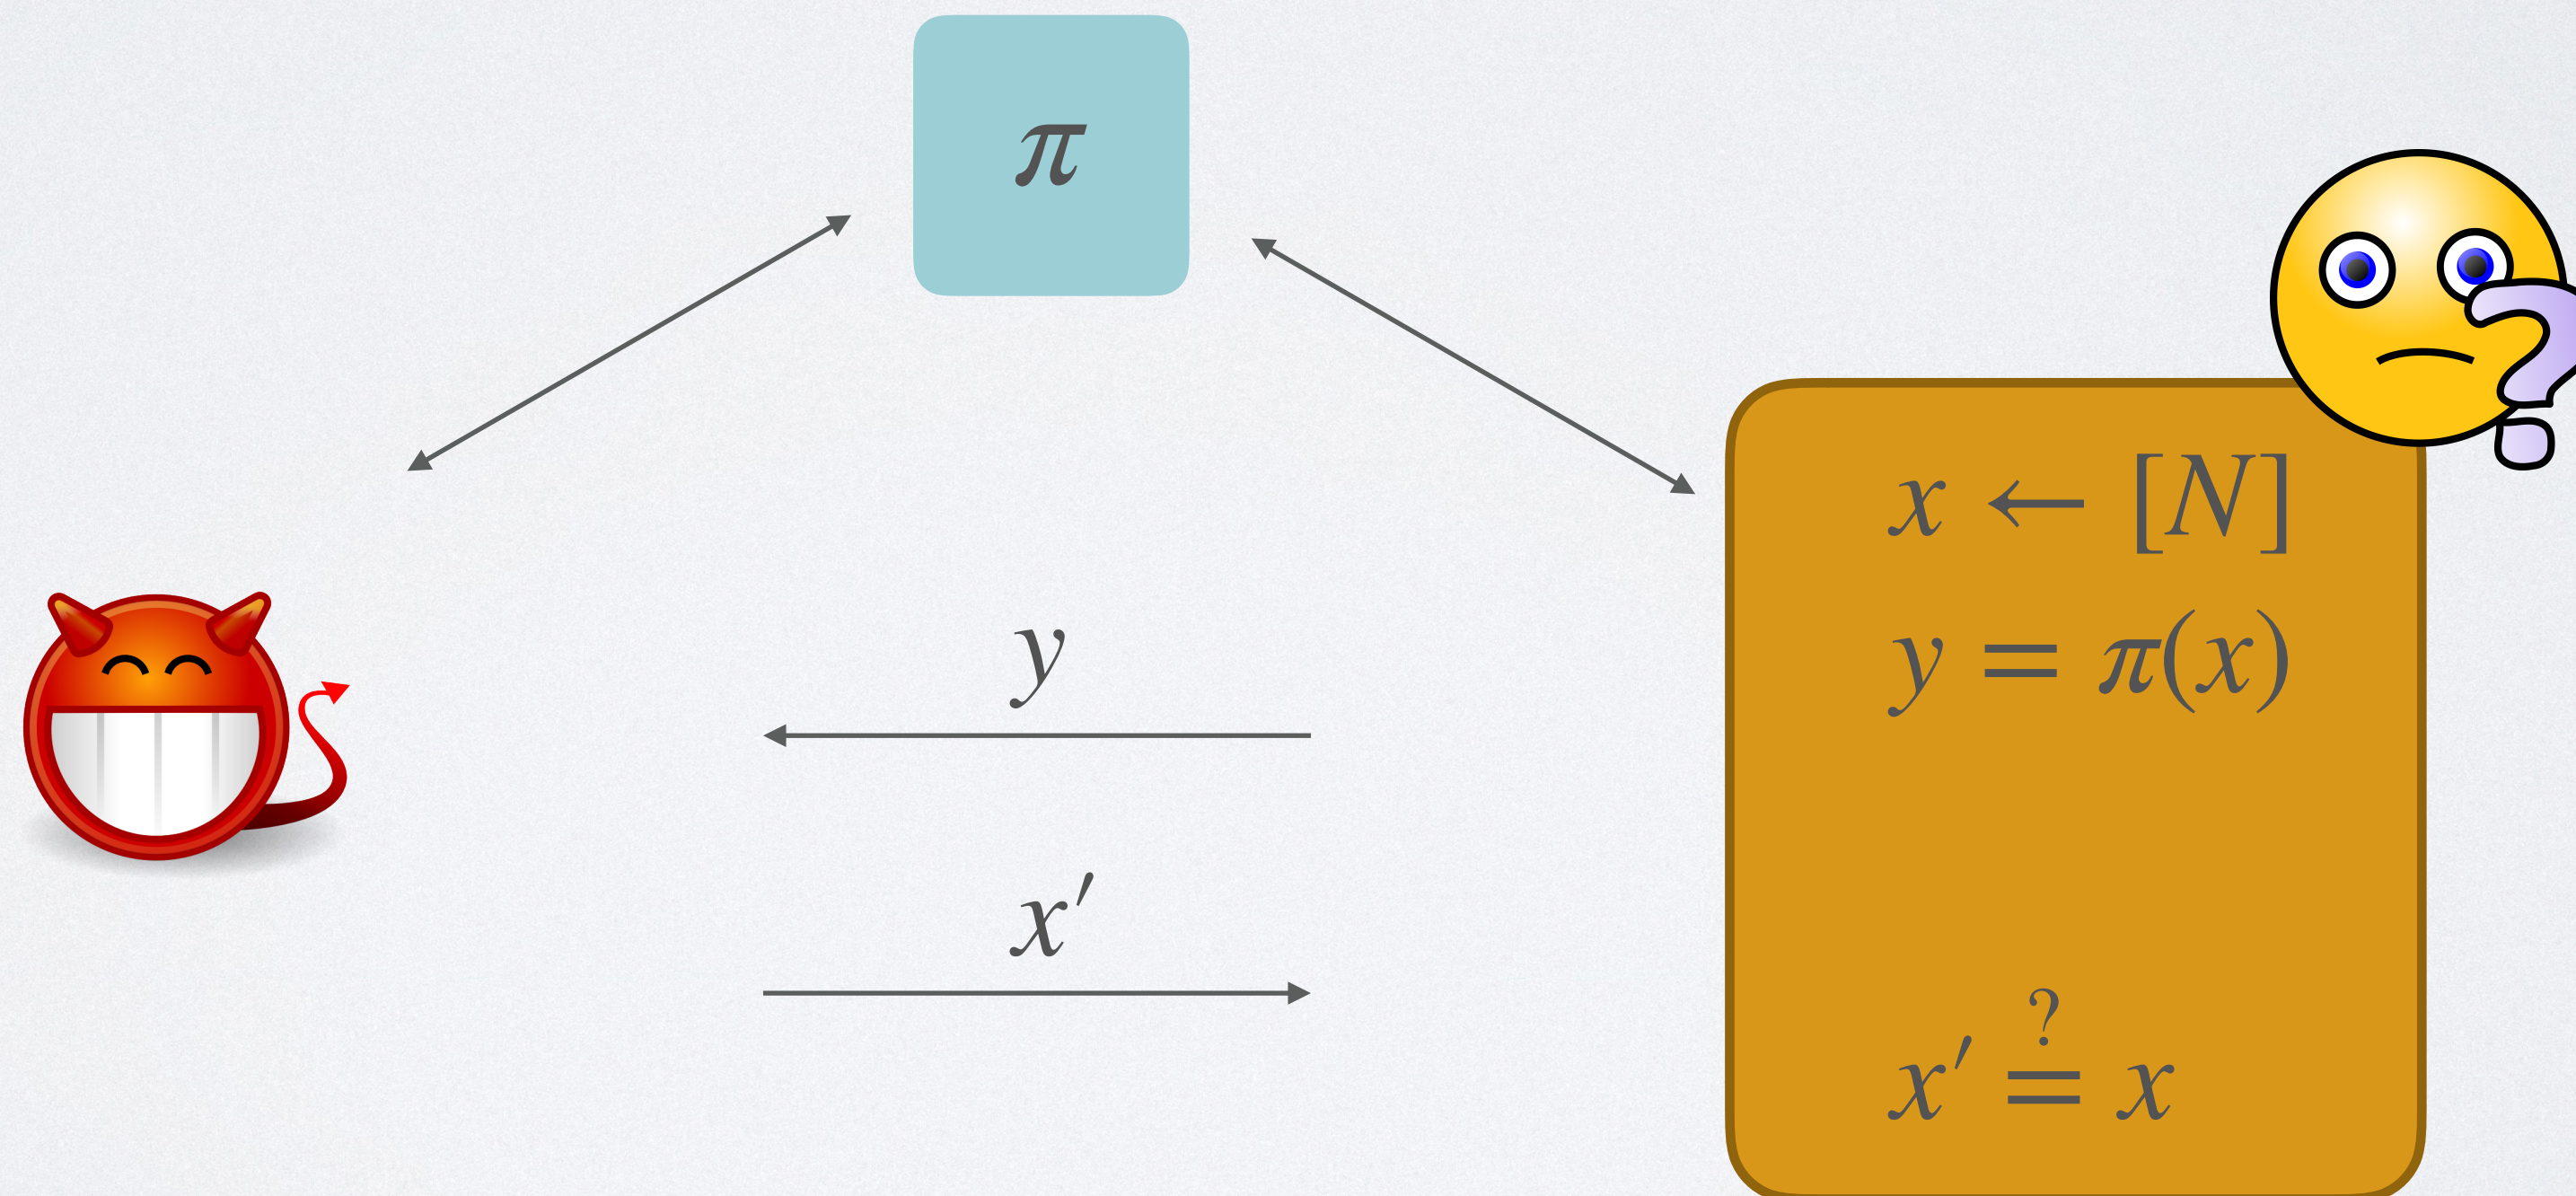 π
x ← [N]
y = π(x)
y
x′
x′ ≟ x